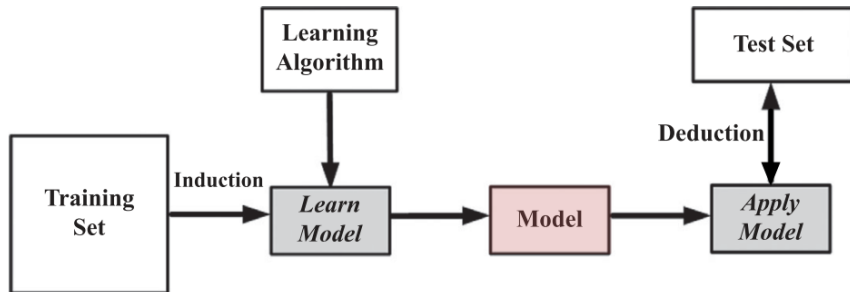 Learning
Algorithm
Test Set
Deduction
Induction
Training
Set
Learn
Model
Model
Apply
Model